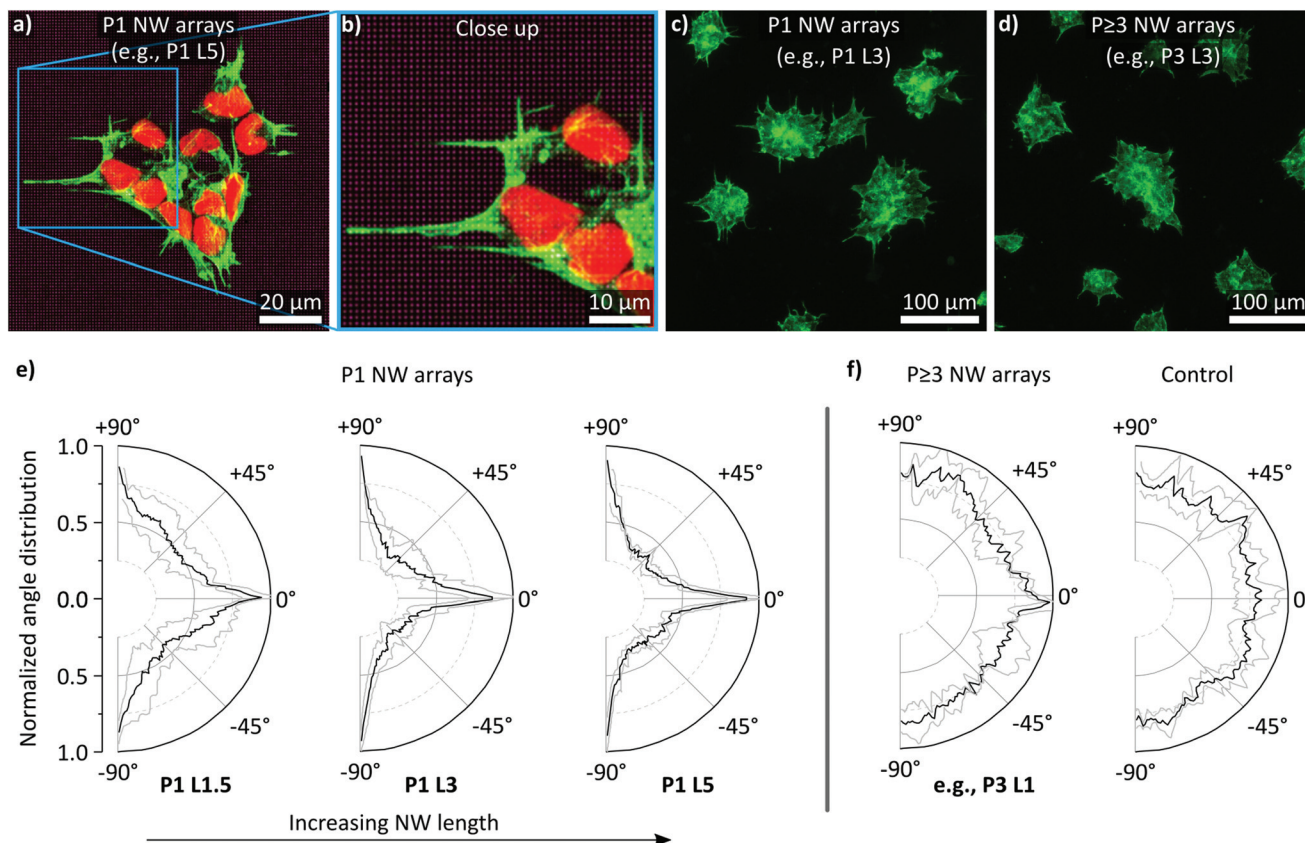 a) P1 NW arrays
(e.g., P1 L5)
20 µm
b) Close up
10 µm
c) P1 NW arrays
(e.g., P1 L3)
100 µm
d) P≥3 NW arrays
(e.g., P3 L3)
100 µm
e) P1 NW arrays
Normalized angle distribution
1.0
0.5
0.0
0.5
1.0
+90°
+45°
0°
-45°
-90°
P1 L1.5
+90°
+45°
0°
-45°
-90°
P1 L3
+90°
+45°
0°
-45°
-90°
P1 L5
Increasing NW length
f) P≥3 NW arrays
+90°
+45°
0°
-45°
-90°
e.g., P3 L1
Control
+90°
+45°
0
-45°
-90°